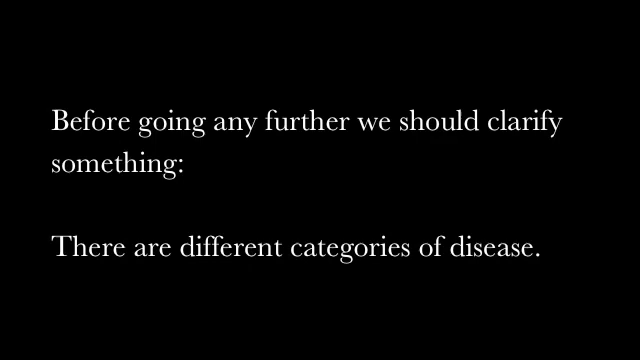 Before going any further we should clarify
something:
There are different categories of disease.